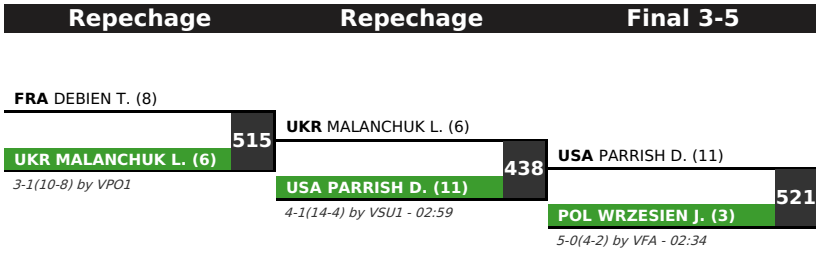 Repechage
Repechage
Final 3-5
FRA DEBIEN T. (8)
515
UKR MALANCHUK L. (6)
3-1(10-8) by VPO1
UKR MALANCHUK L. (6)
438
USA PARRISH D. (11)
4-1(14-4) by VSU1 - 02:59
USA PARRISH D. (11)
521
POL WRZESIEN J. (3)
5-0(4-2) by VFA - 02:34